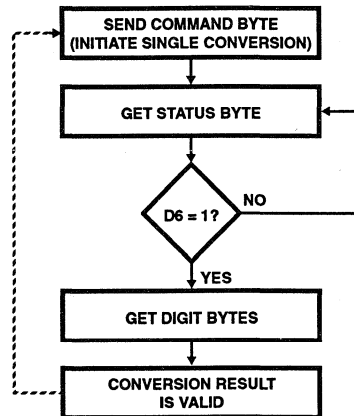 SEND COMMAND BYTE
(INITIATE SINGLE CONVERSION)
GET STATUS BYTE
D6 = 1?
NO
YES
GET DIGIT BYTES
CONVERSION RESULT
IS VALID